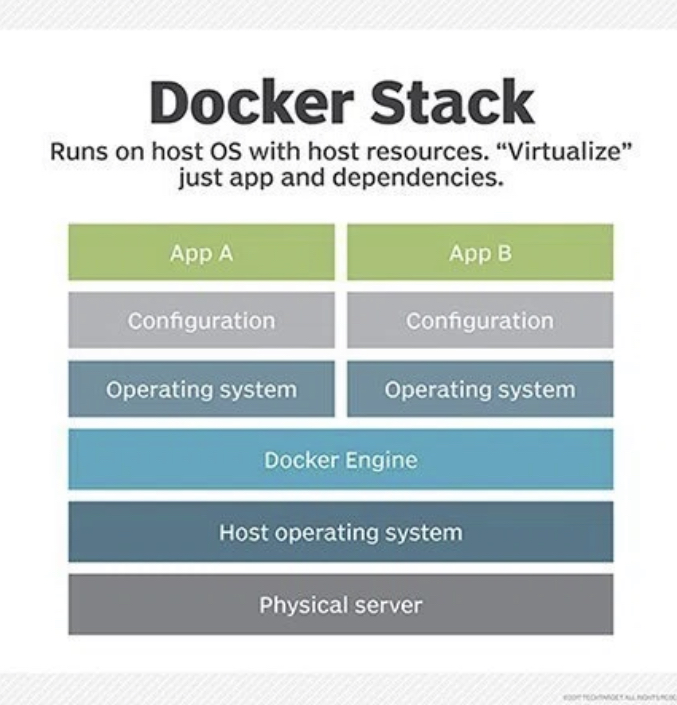 Docker Stack
Runs on host OS with host resources. “Virtualize”
just app and dependencies.
App A
App B
Configuration
Configuration
Operating system
Operating system
Docker Engine
Host operating system
Physical server
©2017 TECHTARGET ALL RIGHTS